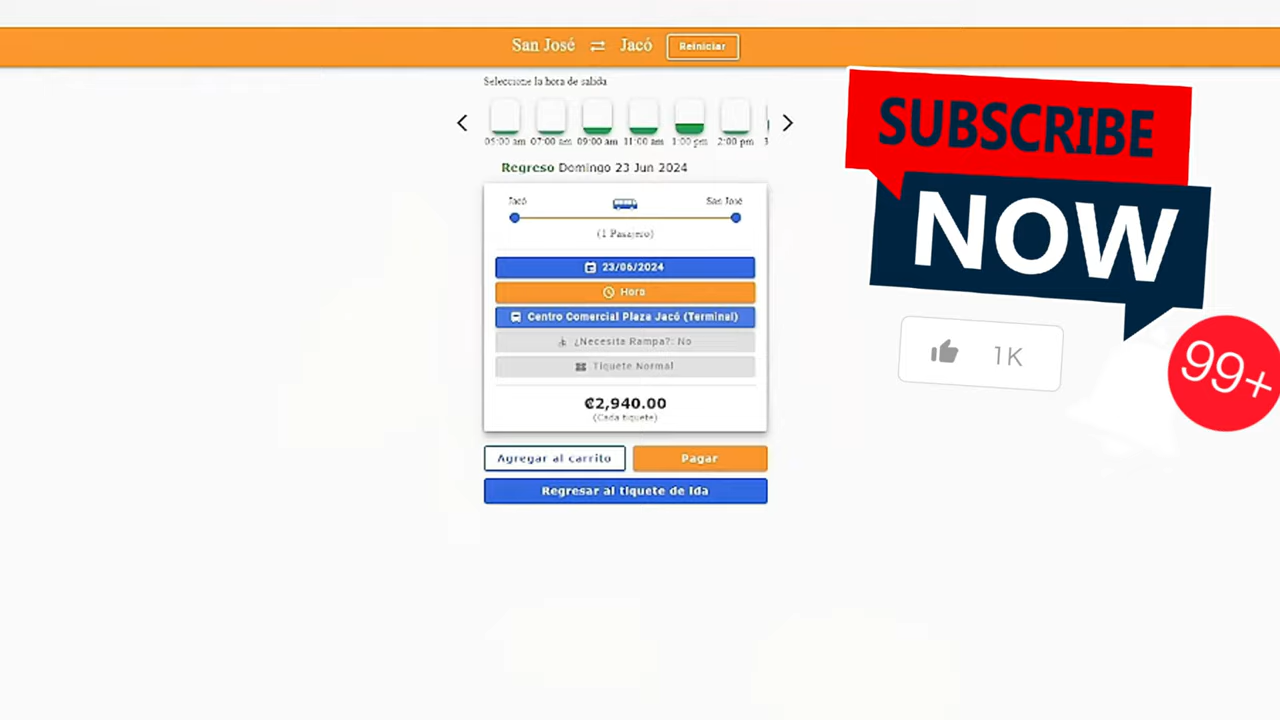 San José Jacó Reiniciar
Seleccione la hora de salida
05:00 am 07:00 am 09:00 am 11:00 am 1:00 pm 2:00 pm
Regreso Domingo 23 Jun 2024
Jacó San José
(1 Pasajero)
23/06/2024
Hora
Centro Comercial Plaza Jacó (Terminal)
¿Necesita Rampa?: No
Tiquete Normal
₡2,940.00
(Cada tiquete)
Agregar al carrito Pagar
Regresar al tiquete de ida
SUBSCRIBE
NOW
1K
99+